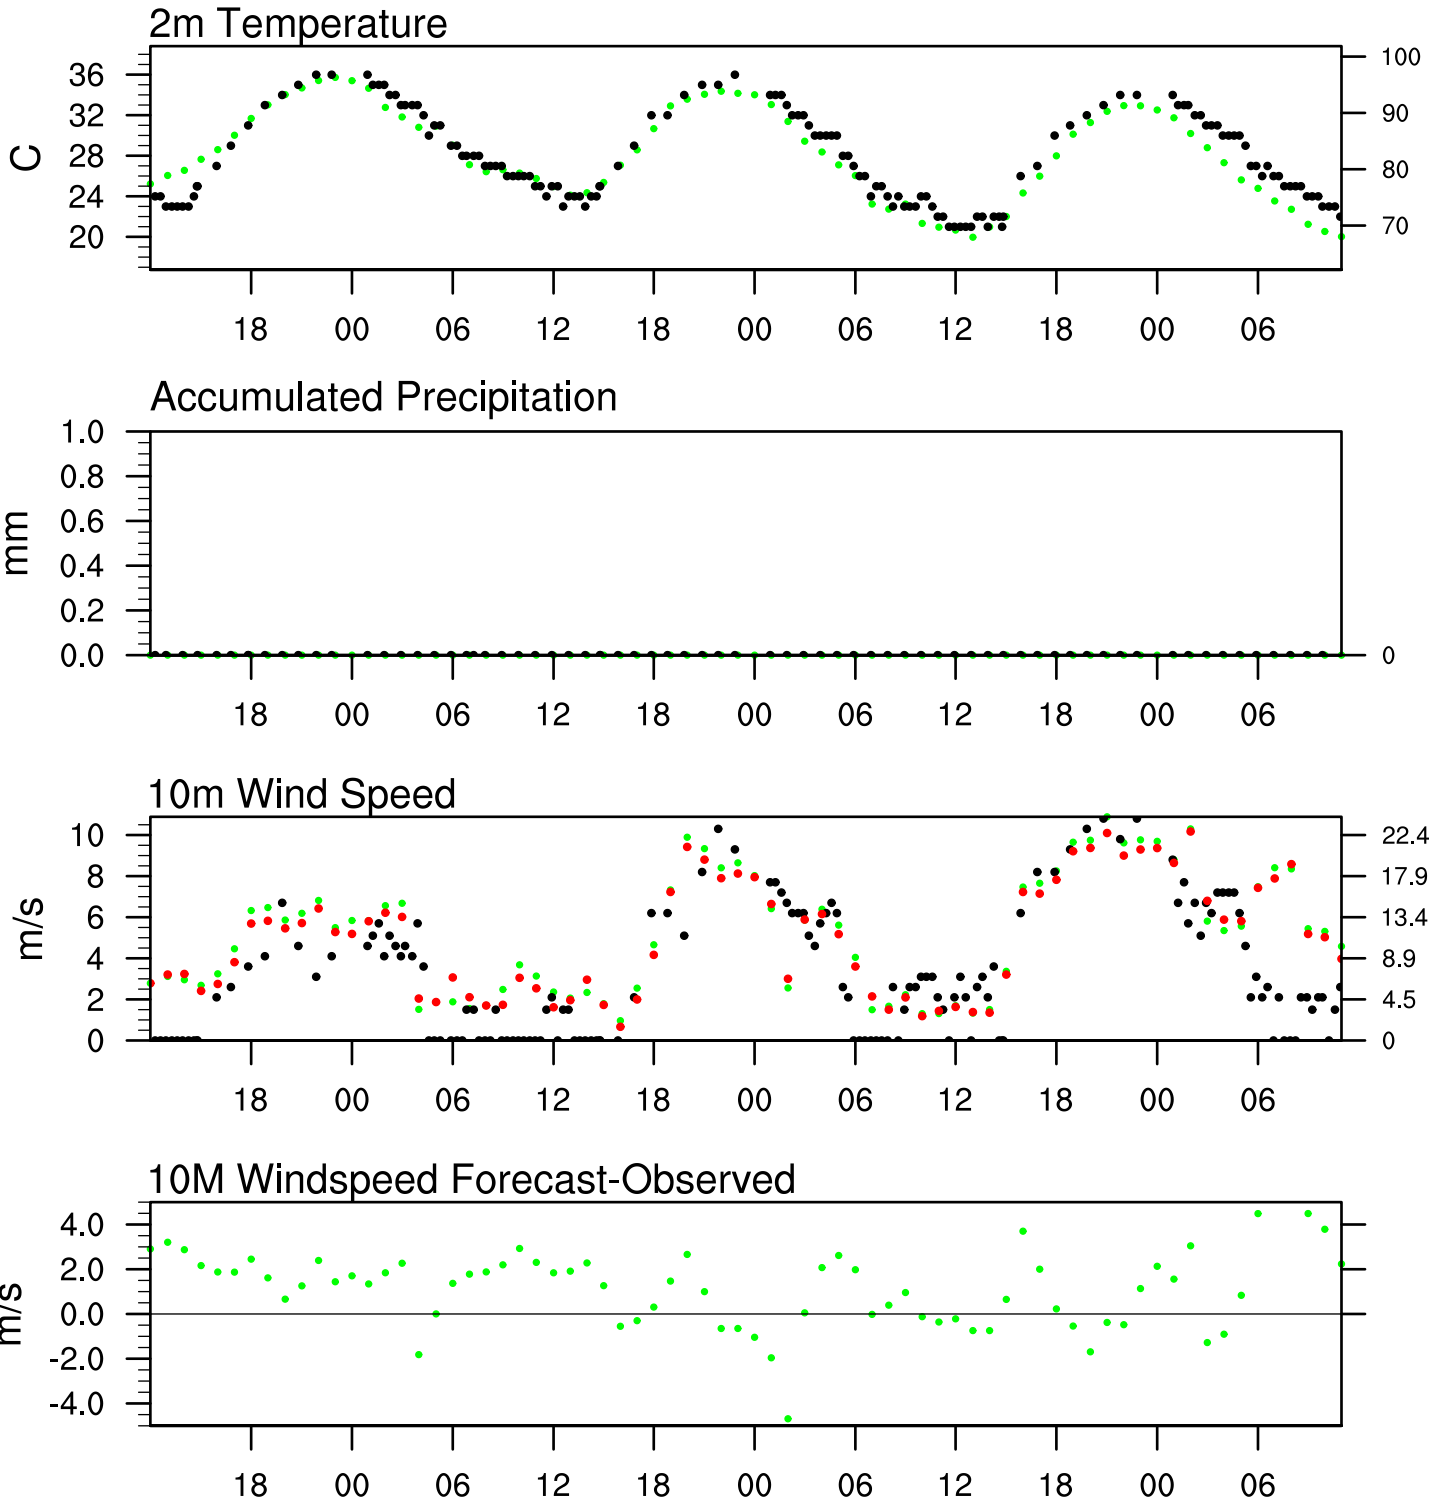 2m Temperature
36
32
28
24
20
C
100
90
80
70
18 00 06 12 18 00 06 12 18 00 06
Accumulated Precipitation
1.0
0.8
0.6
0.4
0.2
0.0
mm
0
18 00 06 12 18 00 06 12 18 00 06
10m Wind Speed
10
8
6
4
2
0
m/s
22.4
17.9
13.4
8.9
4.5
0
18 00 06 12 18 00 06 12 18 00 06
10M Windspeed Forecast-Observed
4.0
2.0
0.0
-2.0
-4.0
m/s
18 00 06 12 18 00 06 12 18 00 06